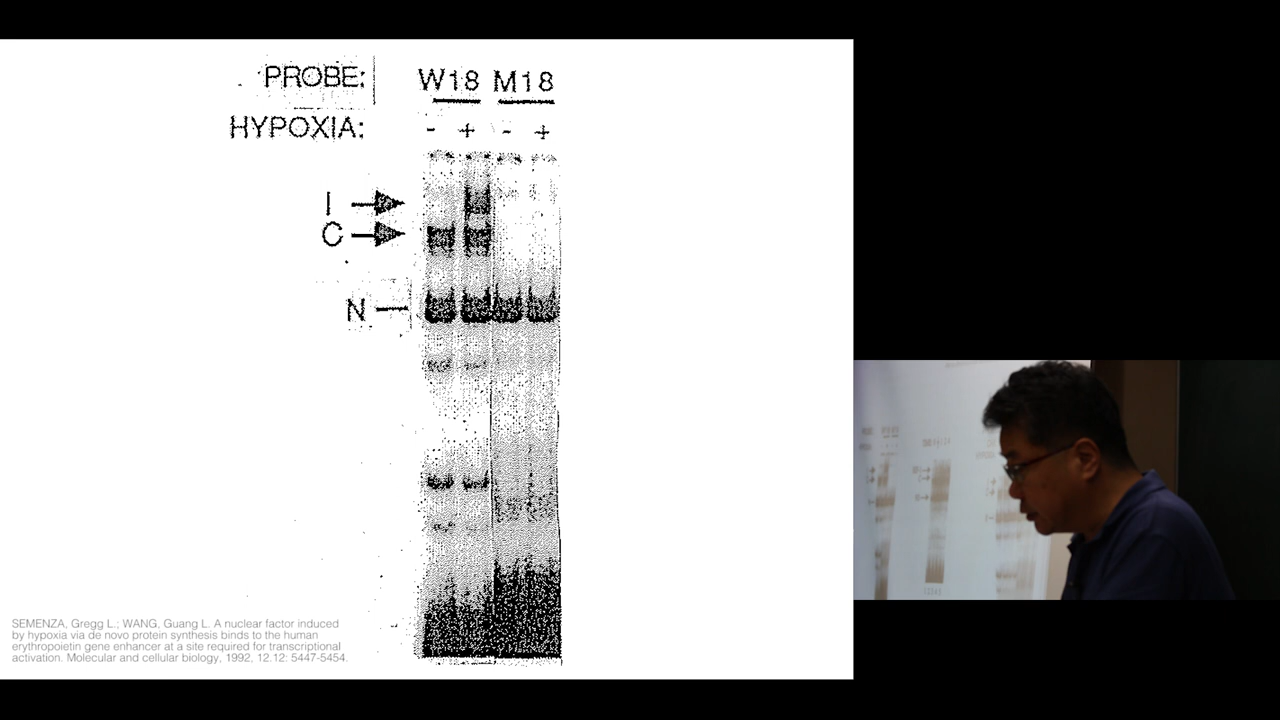 PROBE: W18 M18
HYPOXIA: - + - +
I
C
N
SEMENZA, Gregg L.; WANG, Guang L. A nuclear factor induced
by hypoxia via de novo protein synthesis binds to the human
erythropoietin gene enhancer at a site required for transcriptional
activation. Molecular and cellular biology, 1992, 12.12: 5447-5454.